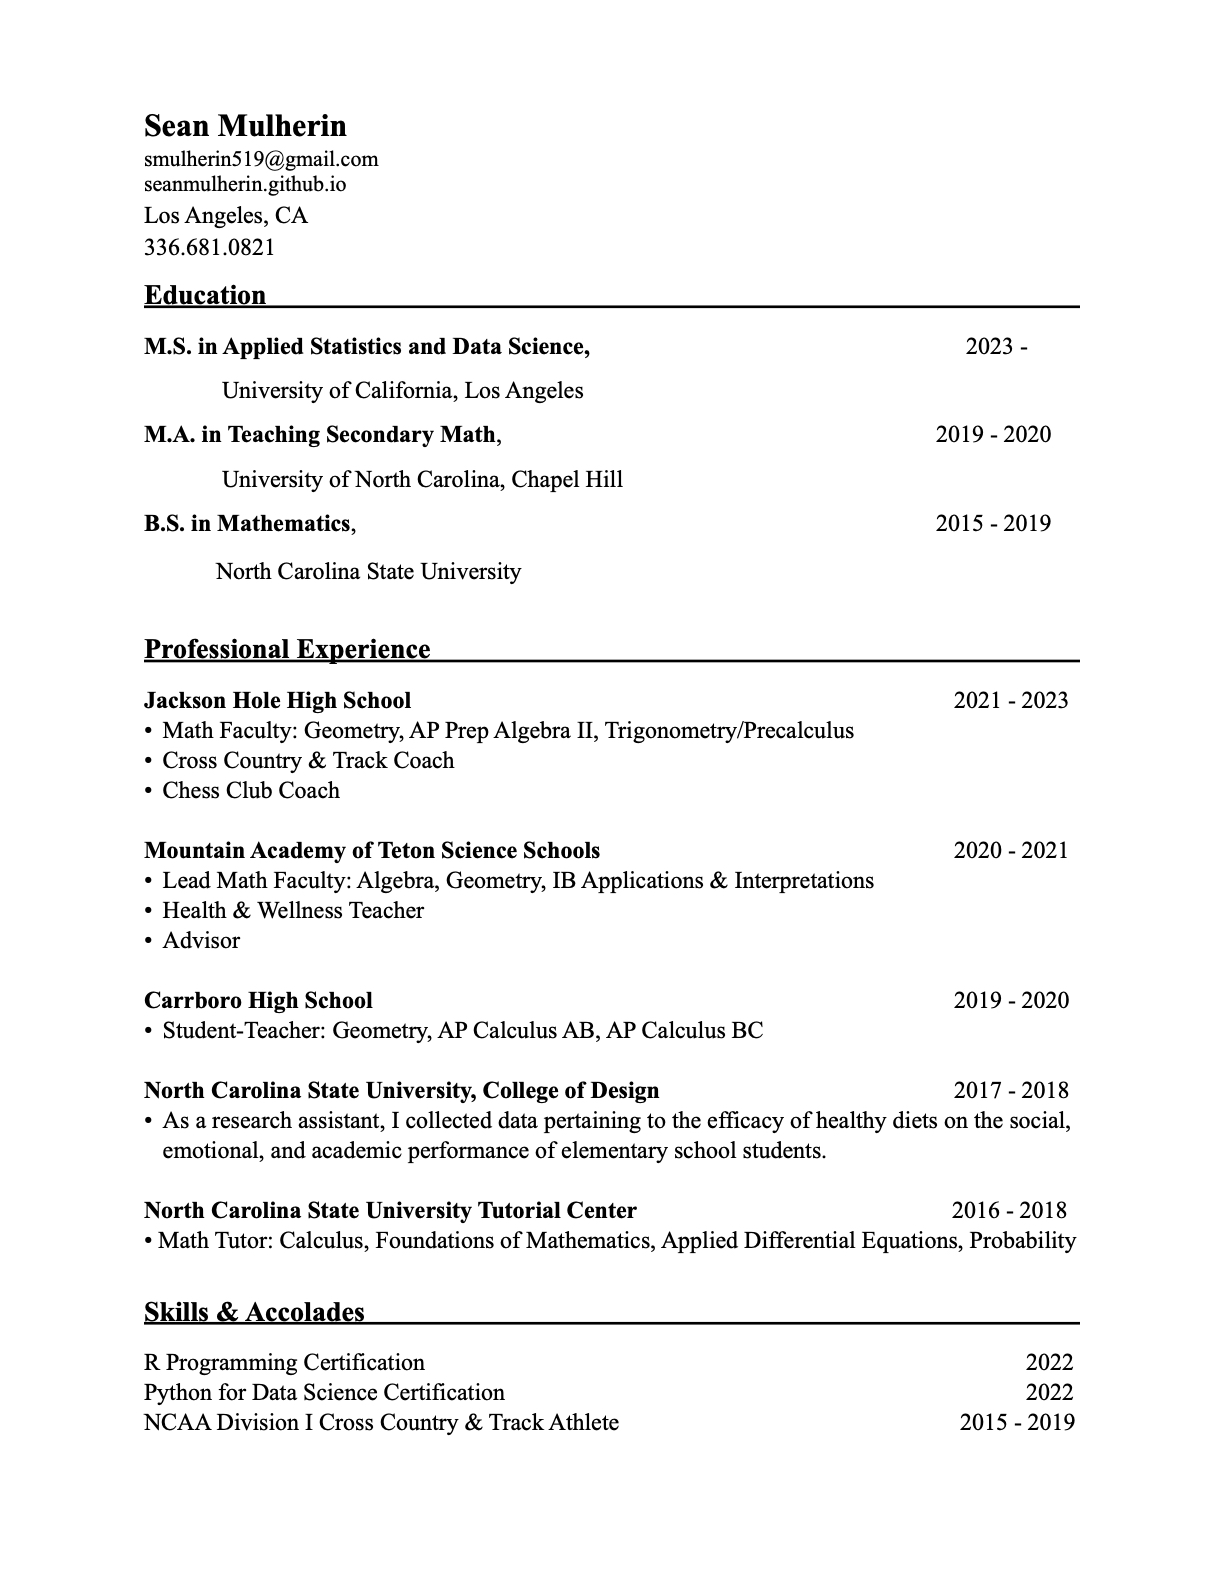 Sean Mulherin
smulherin519@gmail.com
seanmulherin.github.io
Los Angeles, CA
336.681.0821
Education
M.S. in Applied Statistics and Data Science, 2023 -
University of California, Los Angeles
M.A. in Teaching Secondary Math, 2019 - 2020
University of North Carolina, Chapel Hill
B.S. in Mathematics, 2015 - 2019
North Carolina State University
Professional Experience
Jackson Hole High School 2021 - 2023
• Math Faculty: Geometry, AP Prep Algebra II, Trigonometry/Precalculus
• Cross Country & Track Coach
• Chess Club Coach
Mountain Academy of Teton Science Schools 2020 - 2021
• Lead Math Faculty: Algebra, Geometry, IB Applications & Interpretations
• Health & Wellness Teacher
• Advisor
Carrboro High School 2019 - 2020
• Student-Teacher: Geometry, AP Calculus AB, AP Calculus BC
North Carolina State University, College of Design 2017 - 2018
• As a research assistant, I collected data pertaining to the efficacy of healthy diets on the social,
emotional, and academic performance of elementary school students.
North Carolina State University Tutorial Center 2016 - 2018
• Math Tutor: Calculus, Foundations of Mathematics, Applied Differential Equations, Probability
Skills & Accolades
R Programming Certification 2022
Python for Data Science Certification 2022
NCAA Division I Cross Country & Track Athlete 2015 - 2019